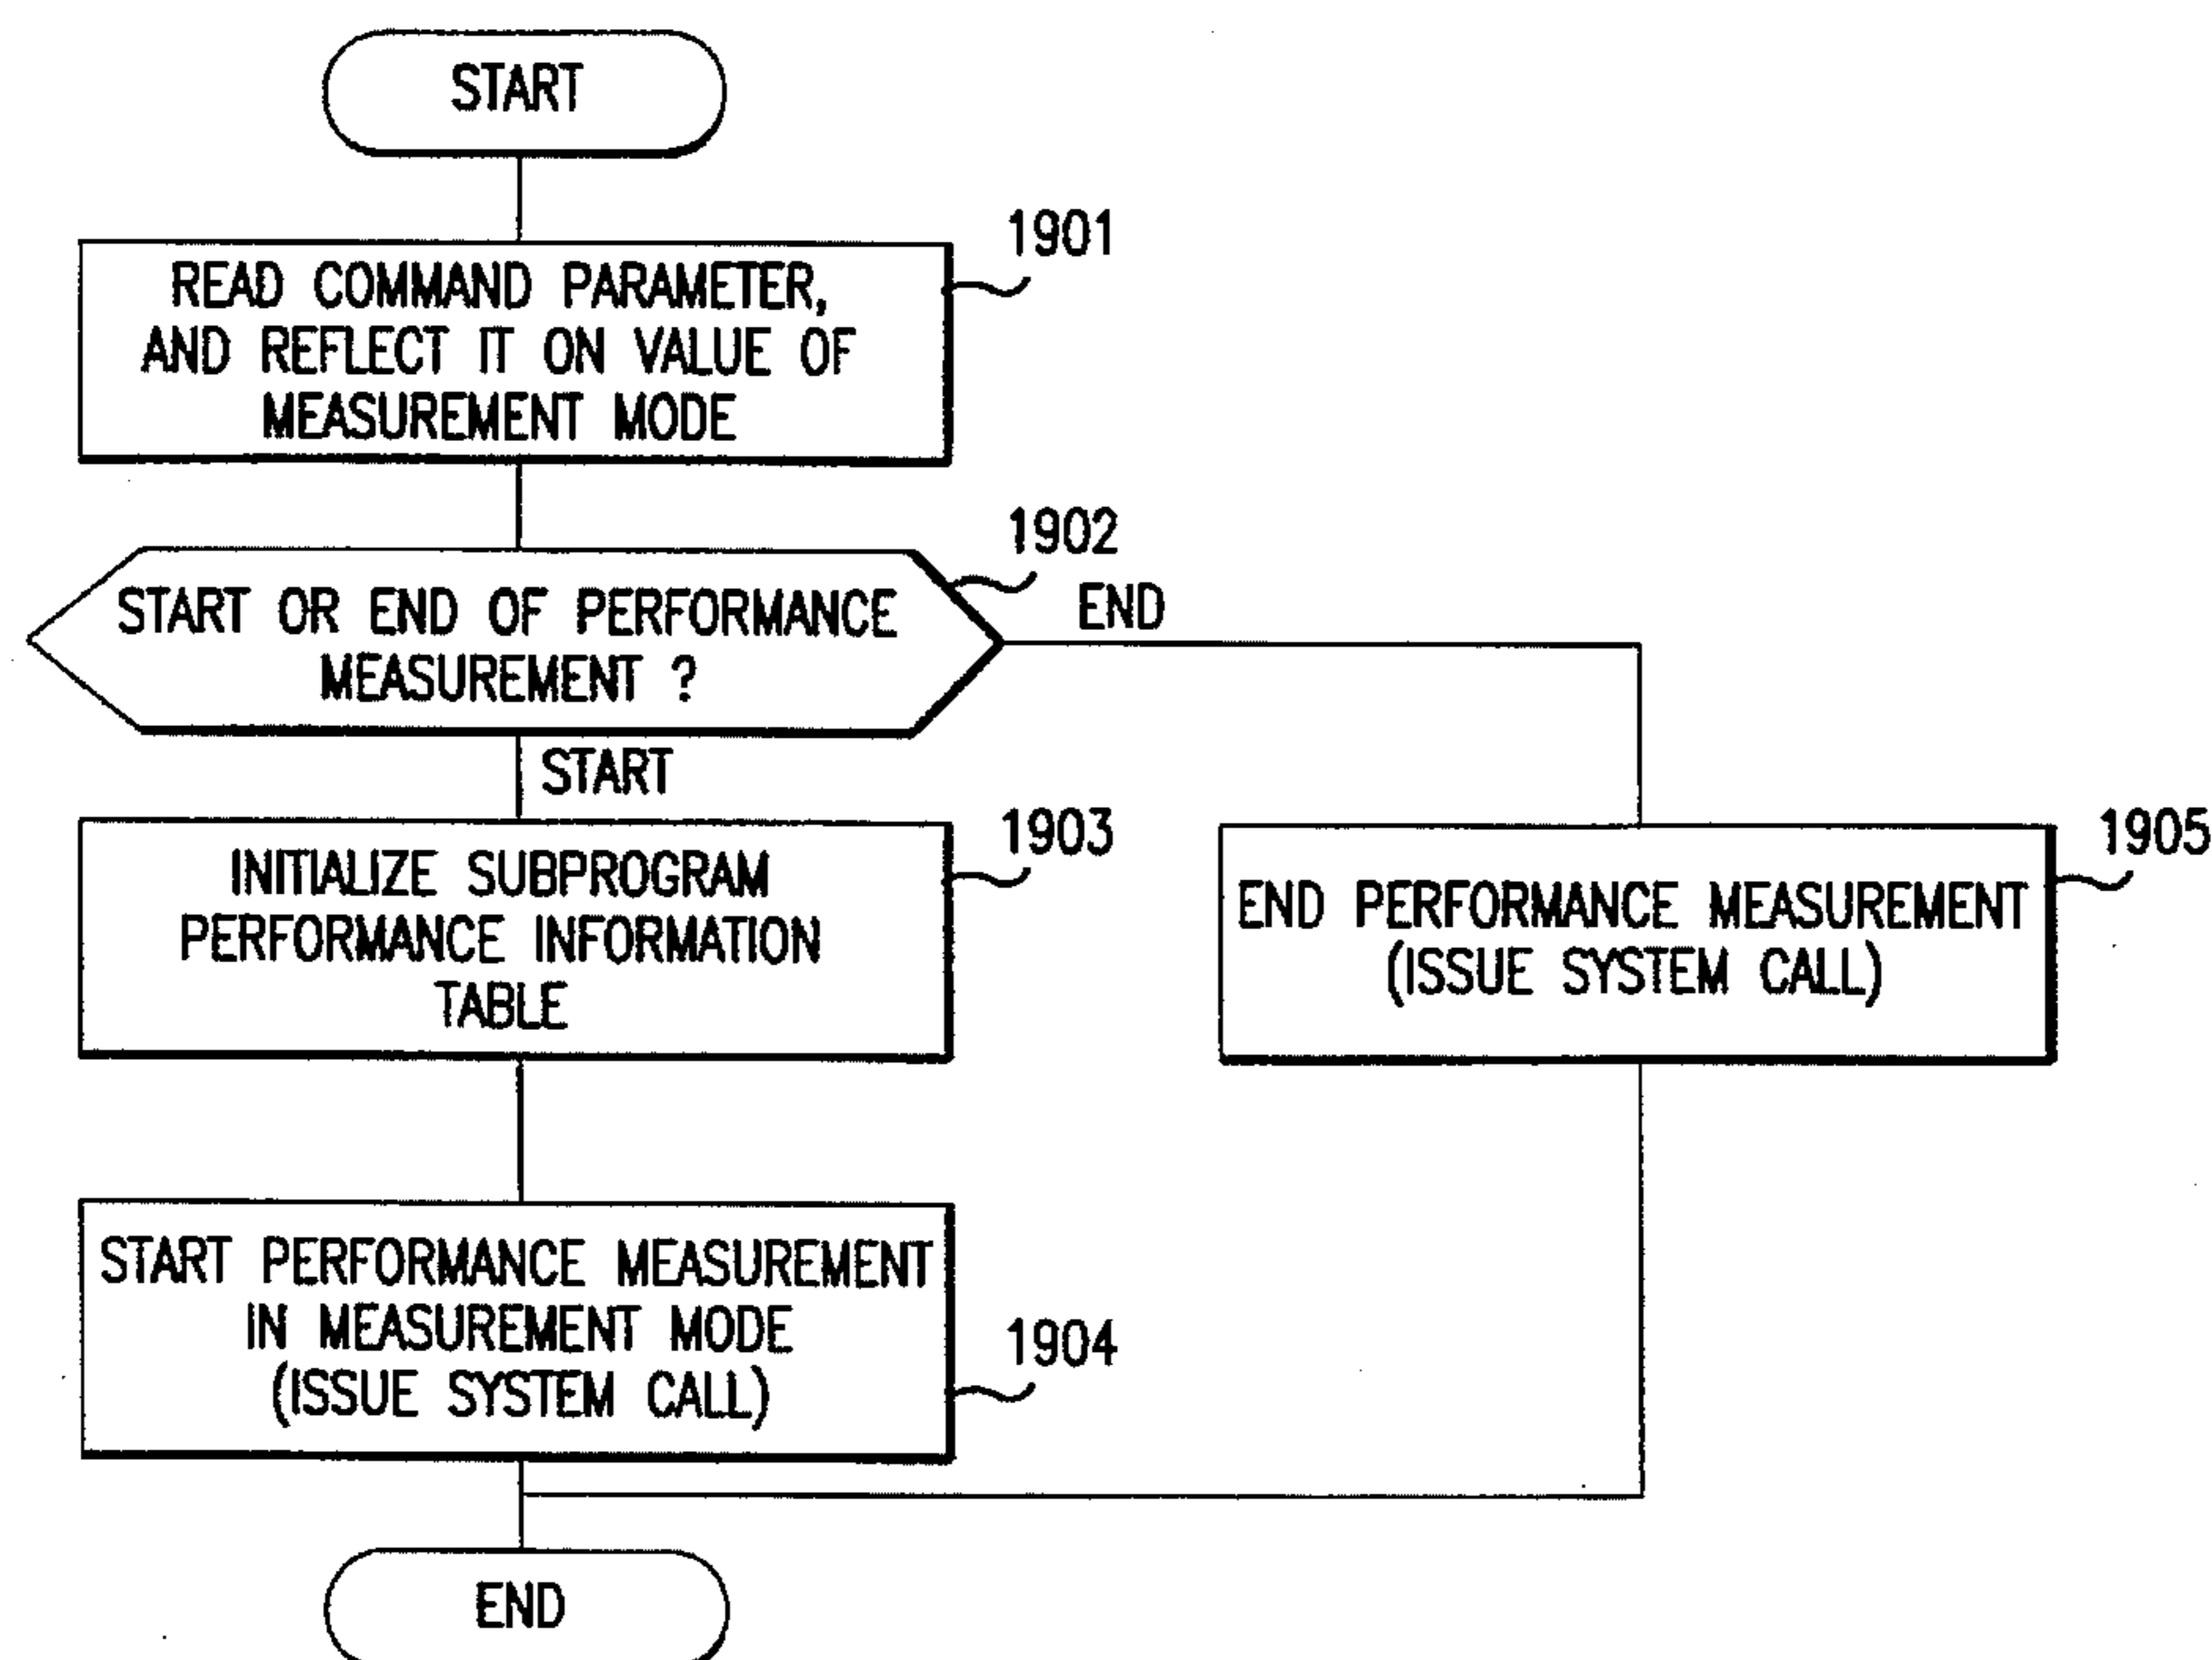 START
1901
READ COMMAND PARAMETER,
AND REFLECT IT ON VALUE OF
MEASUREMENT MODE
1902
START OR END OF PERFORMANCE
MEASUREMENT ?
END
START
1903
INITIALIZE SUBPROGRAM
PERFORMANCE INFORMATION
TABLE
1905
END PERFORMANCE MEASUREMENT
(ISSUE SYSTEM CALL)
START PERFORMANCE MEASUREMENT
IN MEASUREMENT MODE
(ISSUE SYSTEM CALL)
1904
END